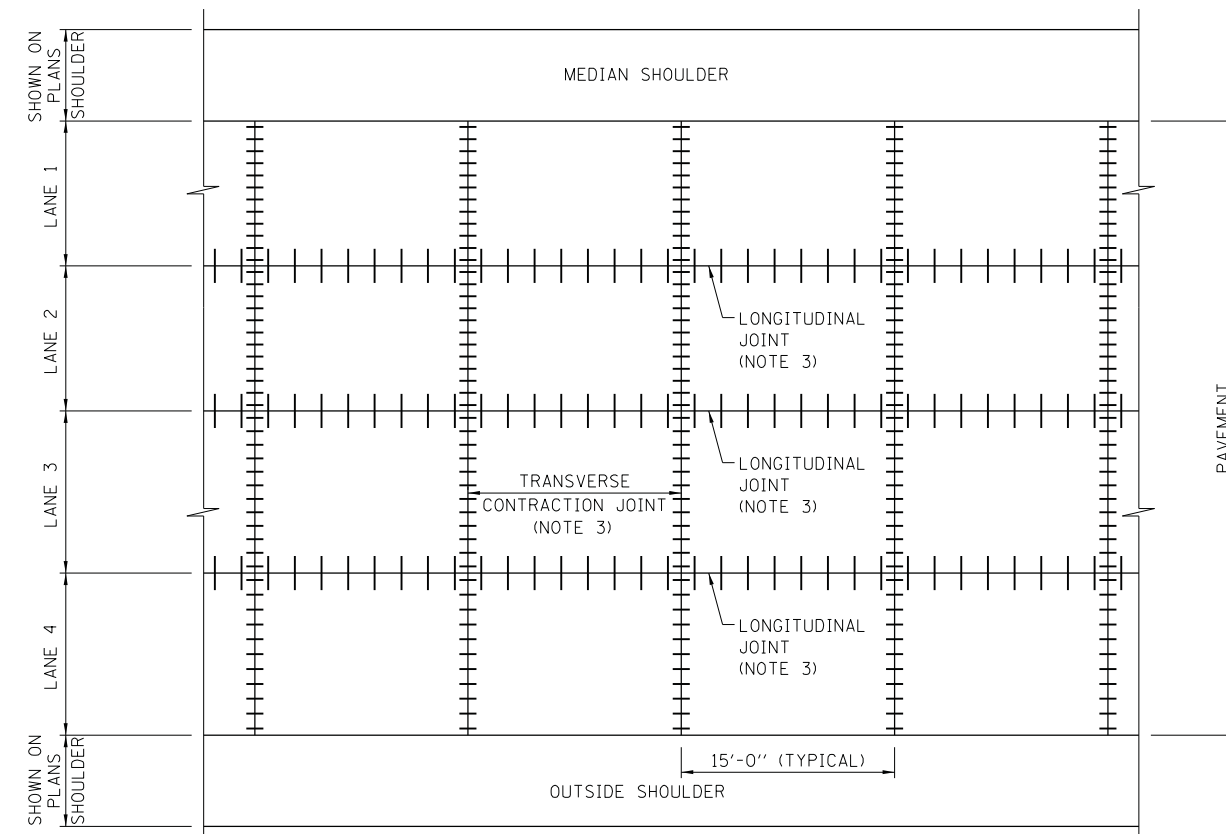 SHOWN ON
PLANS
SHOULDER
MEDIAN SHOULDER
LANE 1
LANE 2
LONGITUDINAL
JOINT
(NOTE 3)
LANE 3
LONGITUDINAL
JOINT
(NOTE 3)
TRANSVERSE
CONTRACTION JOINT
(NOTE 3)
PAVEMENT
LANE 4
LONGITUDINAL
JOINT
(NOTE 3)
15'-0'' (TYPICAL)
SHOWN ON
PLANS
SHOULDER
OUTSIDE SHOULDER